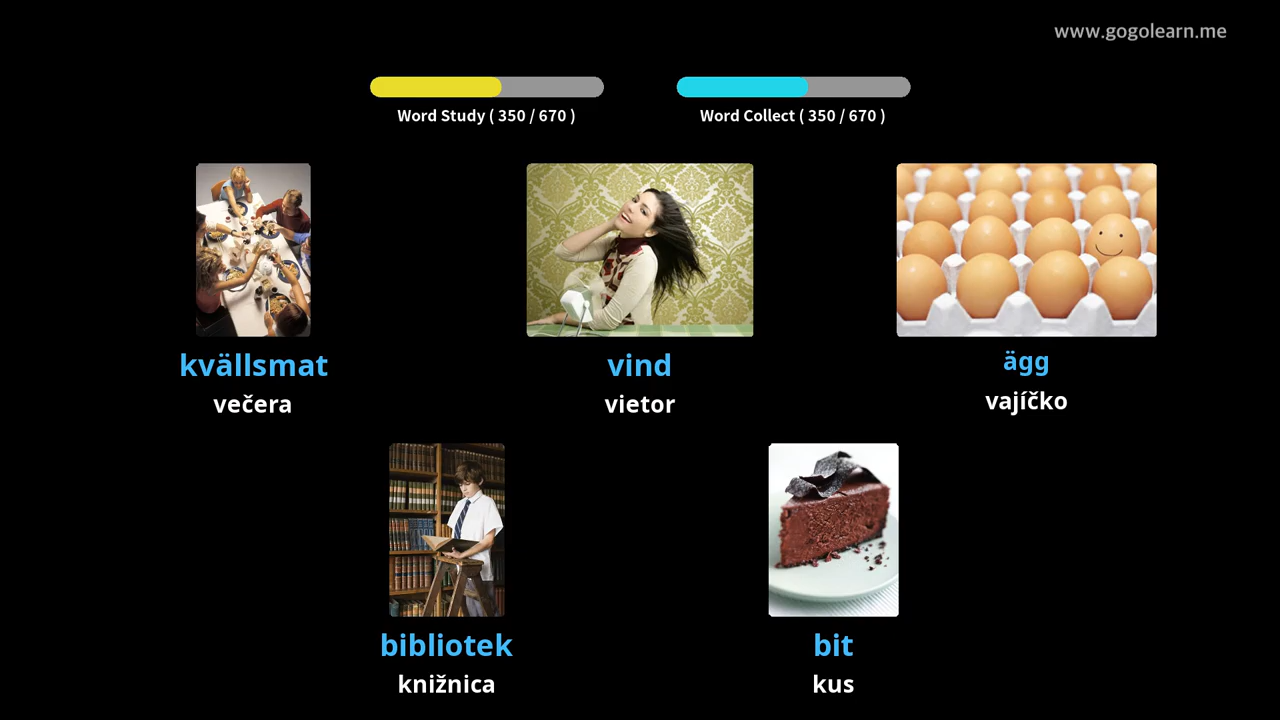 www.gogolearn.me
Word Study ( 350 / 670 )
Word Collect ( 350 / 670 )
kvällsmat
večera
vind
vietor
ägg
vajíčko
bibliotek
knižnica
bit
kus